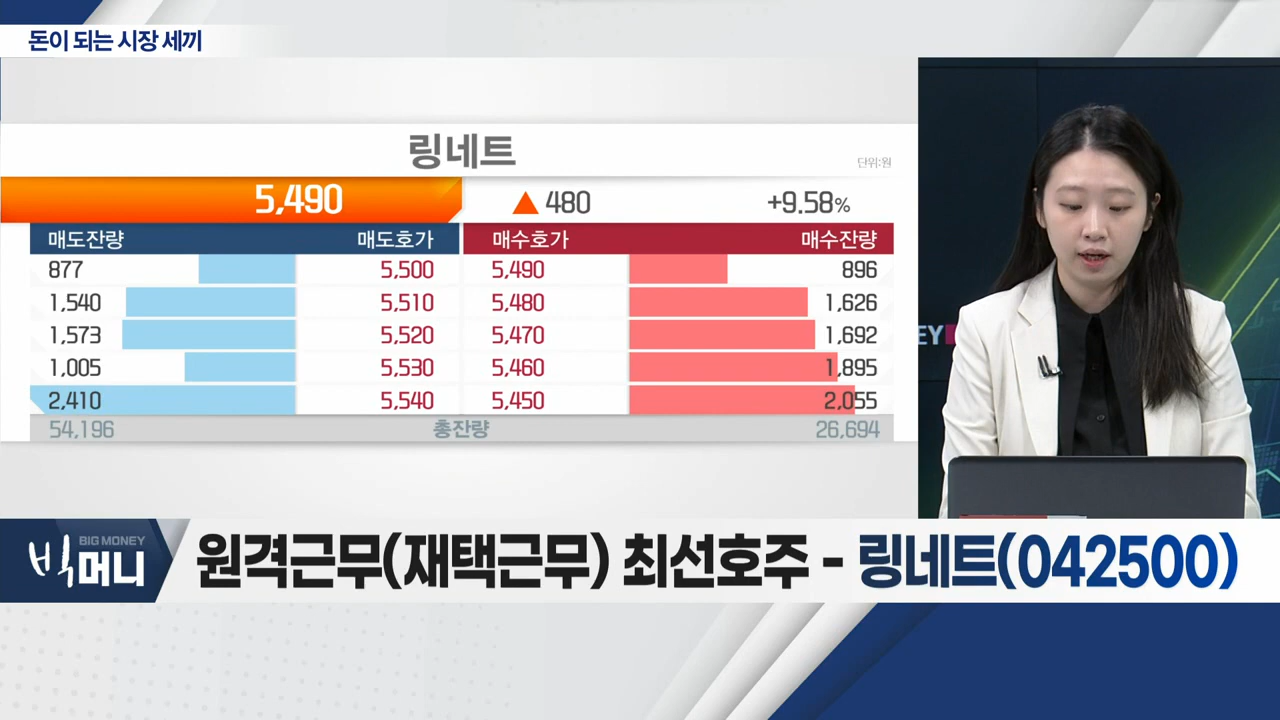 돈이 되는 시장 세끼
링네트
단위:원
5,490 ▲ 480 +9.58%
매도잔량 매도호가 매수호가 매수잔량
877 5,500 5,490 896
1,540 5,510 5,480 1,626
1,573 5,520 5,470 1,692
1,005 5,530 5,460 1,895
2,410 5,540 5,450 2,055
54,196 총잔량 26,694
EY
BIG MONEY
빅머니
원격근무(재택근무) 최선호주 - 링네트(042500)